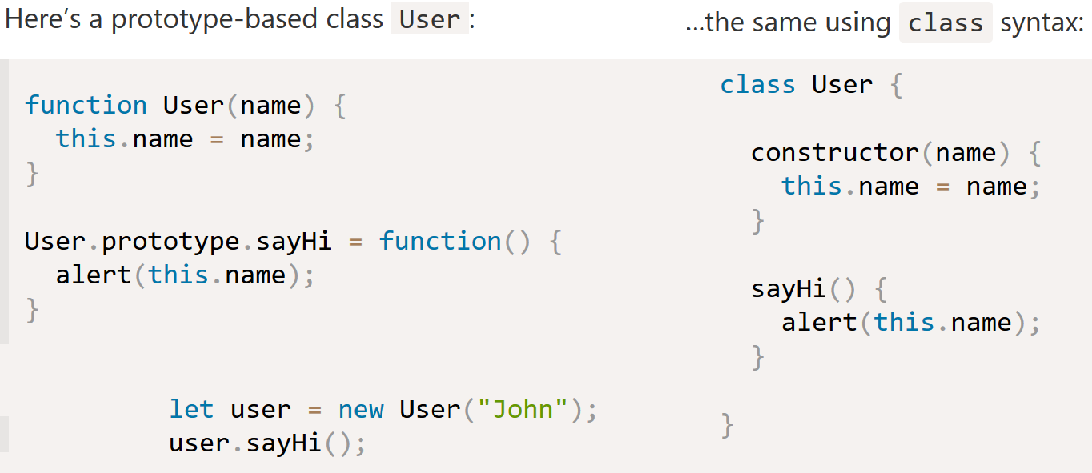 Here's a prototype-based class User:
function User(name) {
  this.name = name;
}
User.prototype.sayHi = function() {
  alert(this.name);
}
let user = new User("John");
user.sayHi();
...the same using class syntax:
class User {
  constructor(name) {
    this.name = name;
  }
  sayHi() {
    alert(this.name);
  }
}